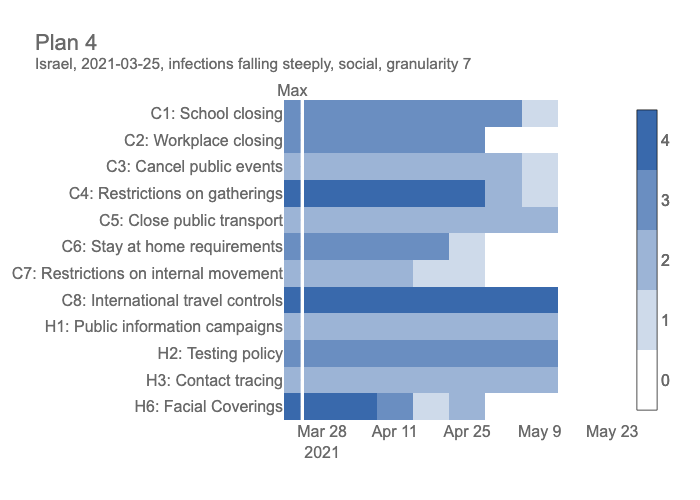 Plan 4
Israel, 2021-03-25, infections falling steeply, social, granularity 7
Max
C1: School closing
C2: Workplace closing
C3: Cancel public events
C4: Restrictions on gatherings
C5: Close public transport
C6: Stay at home requirements
C7: Restrictions on internal movement
C8: International travel controls
H1: Public information campaigns
H2: Testing policy
H3: Contact tracing
H6: Facial Coverings
4
3
2
1
0
Mar 28 Apr 11 Apr 25 May 9 May 23
2021